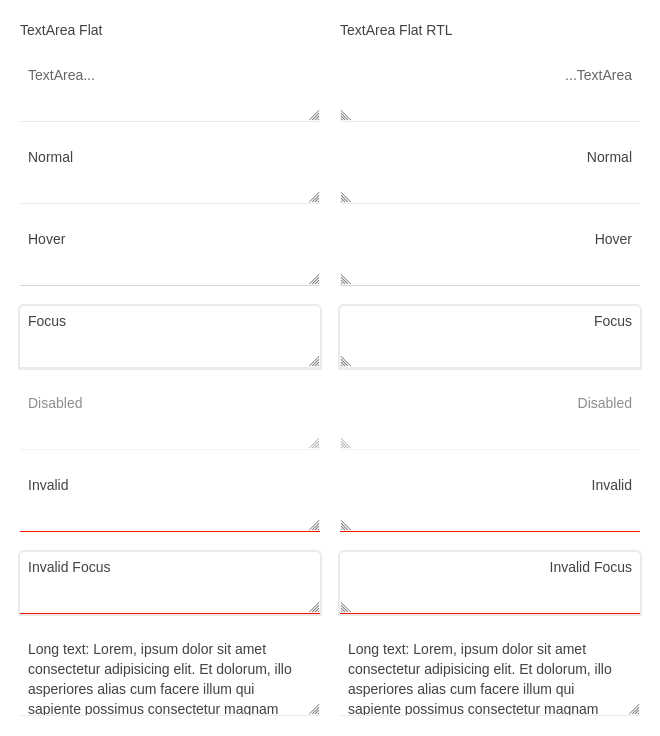 TextArea Flat
TextArea Flat RTL
TextArea...
...TextArea
Normal
Normal
Hover
Hover
Focus
Focus
Disabled
Disabled
Invalid
Invalid
Invalid Focus
Invalid Focus
Long text: Lorem, ipsum dolor sit amet
consectetur adipisicing elit. Et dolorum, illo
asperiores alias cum facere illum qui
sapiente possimus consectetur magnam
Long text: Lorem, ipsum dolor sit amet
consectetur adipisicing elit. Et dolorum, illo
asperiores alias cum facere illum qui
sapiente possimus consectetur magnam